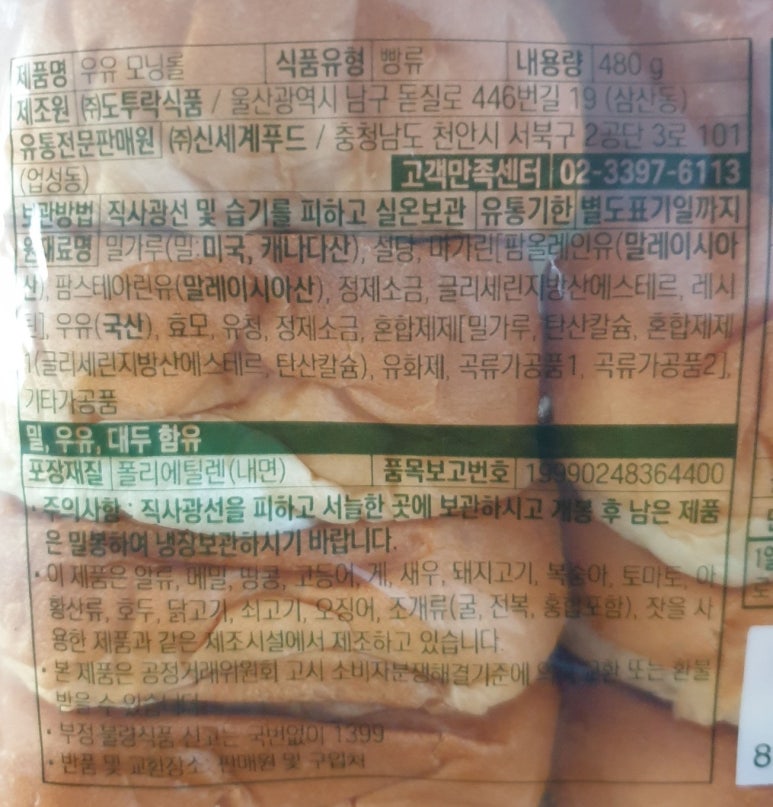 제품명 우유 모닝롤 식품유형 빵류 내용량 480 g
제조원 ㈜도투락식품 / 울산광역시 남구 돋질로 446번길 19 (삼산동)
유통전문판매원 ㈜신세계푸드 / 충청남도 천안시 서북구 2공단 3로 101
(업성동) 고객만족센터 02-3397-6113
보관방법 직사광선 및 습기를 피하고 실온보관 유통기한 별도표기일까지
원재료명 밀가루(밀:미국, 캐나다산), 설탕, 마가린[팜올레인유(말레이시아
산), 팜스테아린유(말레이시아산), 정제소금, 글리세린지방산에스테르, 레시
틴], 우유(국산), 효모, 유청, 정제소금, 혼합제제[밀가루, 탄산칼슘, 혼합제제
1(글리세린지방산에스테르, 탄산칼슘), 유화제, 곡류가공품1, 곡류가공품2],
기타가공품
밀, 우유, 대두 함유
포장재질 폴리에틸렌(내면) 품목보고번호 19990248364400
· 주의사항 : 직사광선을 피하고 서늘한 곳에 보관하시고 개봉 후 남은 제품
은 밀봉하여 냉장보관하시기 바랍니다.
· 이 제품은 알류, 메밀, 땅콩, 고등어, 게, 새우, 돼지고기, 복숭아, 토마토, 아
황산류, 호두, 닭고기, 쇠고기, 오징어, 조개류(굴, 전복, 홍합포함), 잣을 사
용한 제품과 같은 제조시설에서 제조하고 있습니다.
· 본 제품은 공정거래위원회 고시 소비자분쟁해결기준에 교환 또는 환불
받을 수 있습니다.
· 부정·불량식품 신고는 국번없이 1399
· 반품 및 교환장소 : 판매원 및 구입처
8